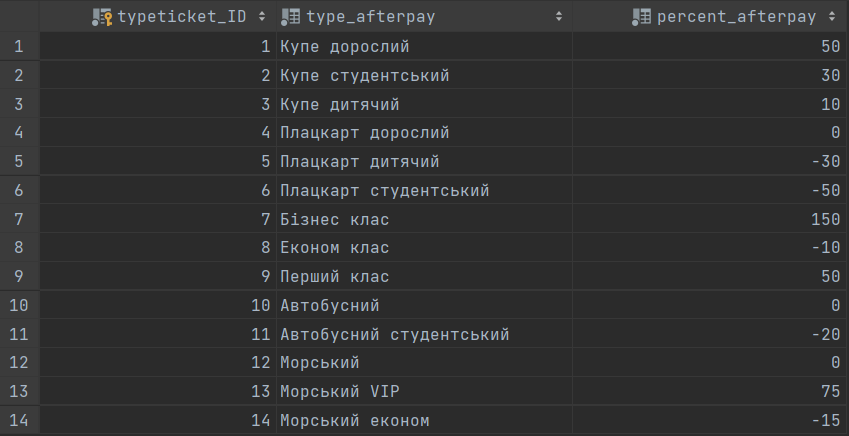 typeticket_ID type_afterpay percent_afterpay
1 1 Купе дорослий 50
2 2 Купе студентський 30
3 3 Купе дитячий 10
4 4 Плацкарт дорослий 0
5 5 Плацкарт дитячий -30
6 6 Плацкарт студентський -50
7 7 Бізнес клас 150
8 8 Економ клас -10
9 9 Перший клас 50
10 10 Автобусний 0
11 11 Автобусний студентський -20
12 12 Морський 0
13 13 Морський VIP 75
14 14 Морський економ -15